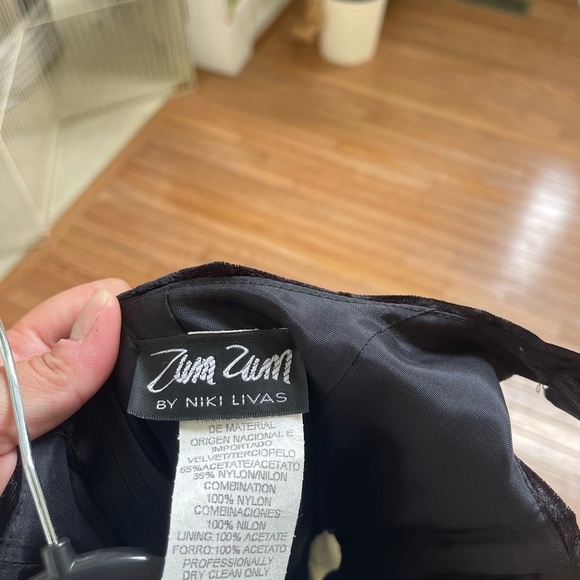 Zum Zum
BY NIKI LIVAS
DE MATERIAL
ORIGEN NACIONAL E
IMPORTADO
VELVET/TERCIOPELO
65%ACETATE/ACETATO
35% NYLON/NILON
COMBINATION
100% NYLON
COMBINACIONES
100% NILON
LINING:100% ACETATE
FORRO:100% ACETATO
PROFESSIONALLY
DRY CLEAN ONLY